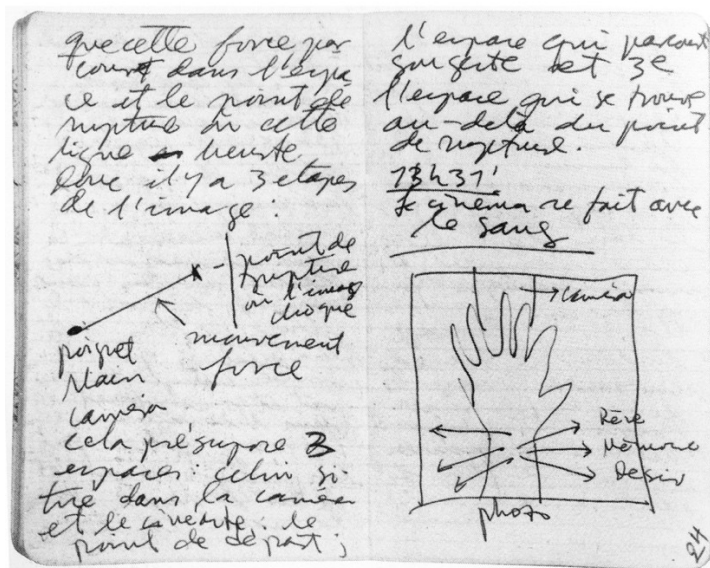 que cette force par
court dans l'espa
ce et le point de
rupture où cette
ligne heurte.
Donc il y a 3 etapes
de l'image :
point de
rupture
où l'image
choque
mouvement
force
poignet
Main
camera
cela présuppose 3
espaces : celui si-
tué dans la caméra
et le cinéaste : le
point de départ ;
l'espace qui parcourt
son geste et 3e
l'espace qui se trouve
au-delà du point
de rupture.
13h31'
Le cinéma se fait avec
le sang
caméra
Rêve
Mémoire
Desir
photo
24